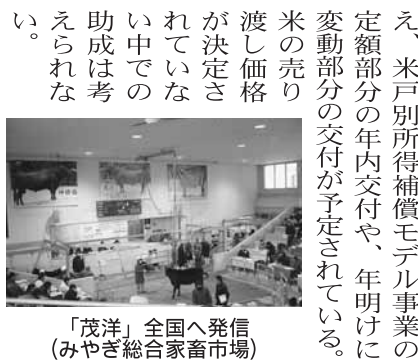 え、米戸別所得補償モデル事業の
定額部分の年内交付や、年明けに
変動部分の交付が予定されている。
米の売り
渡し価格
が決定さ
れていな
い中での
助成は考
えられな
い。
「茂洋」全国へ発信
(みやぎ総合家畜市場)